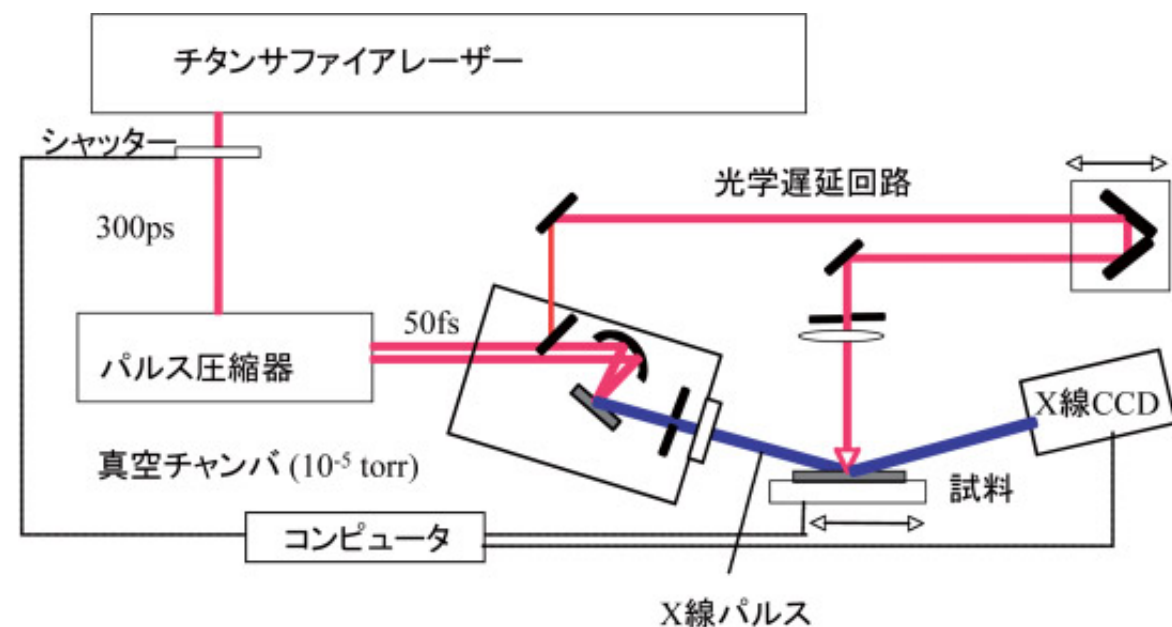 チタンサファイアレーザー
シャッター
300ps
光学遅延回路
50fs
パルス圧縮器
X線CCD
真空チャンバ (10⁻⁵ torr)
試料
コンピュータ
X線パルス